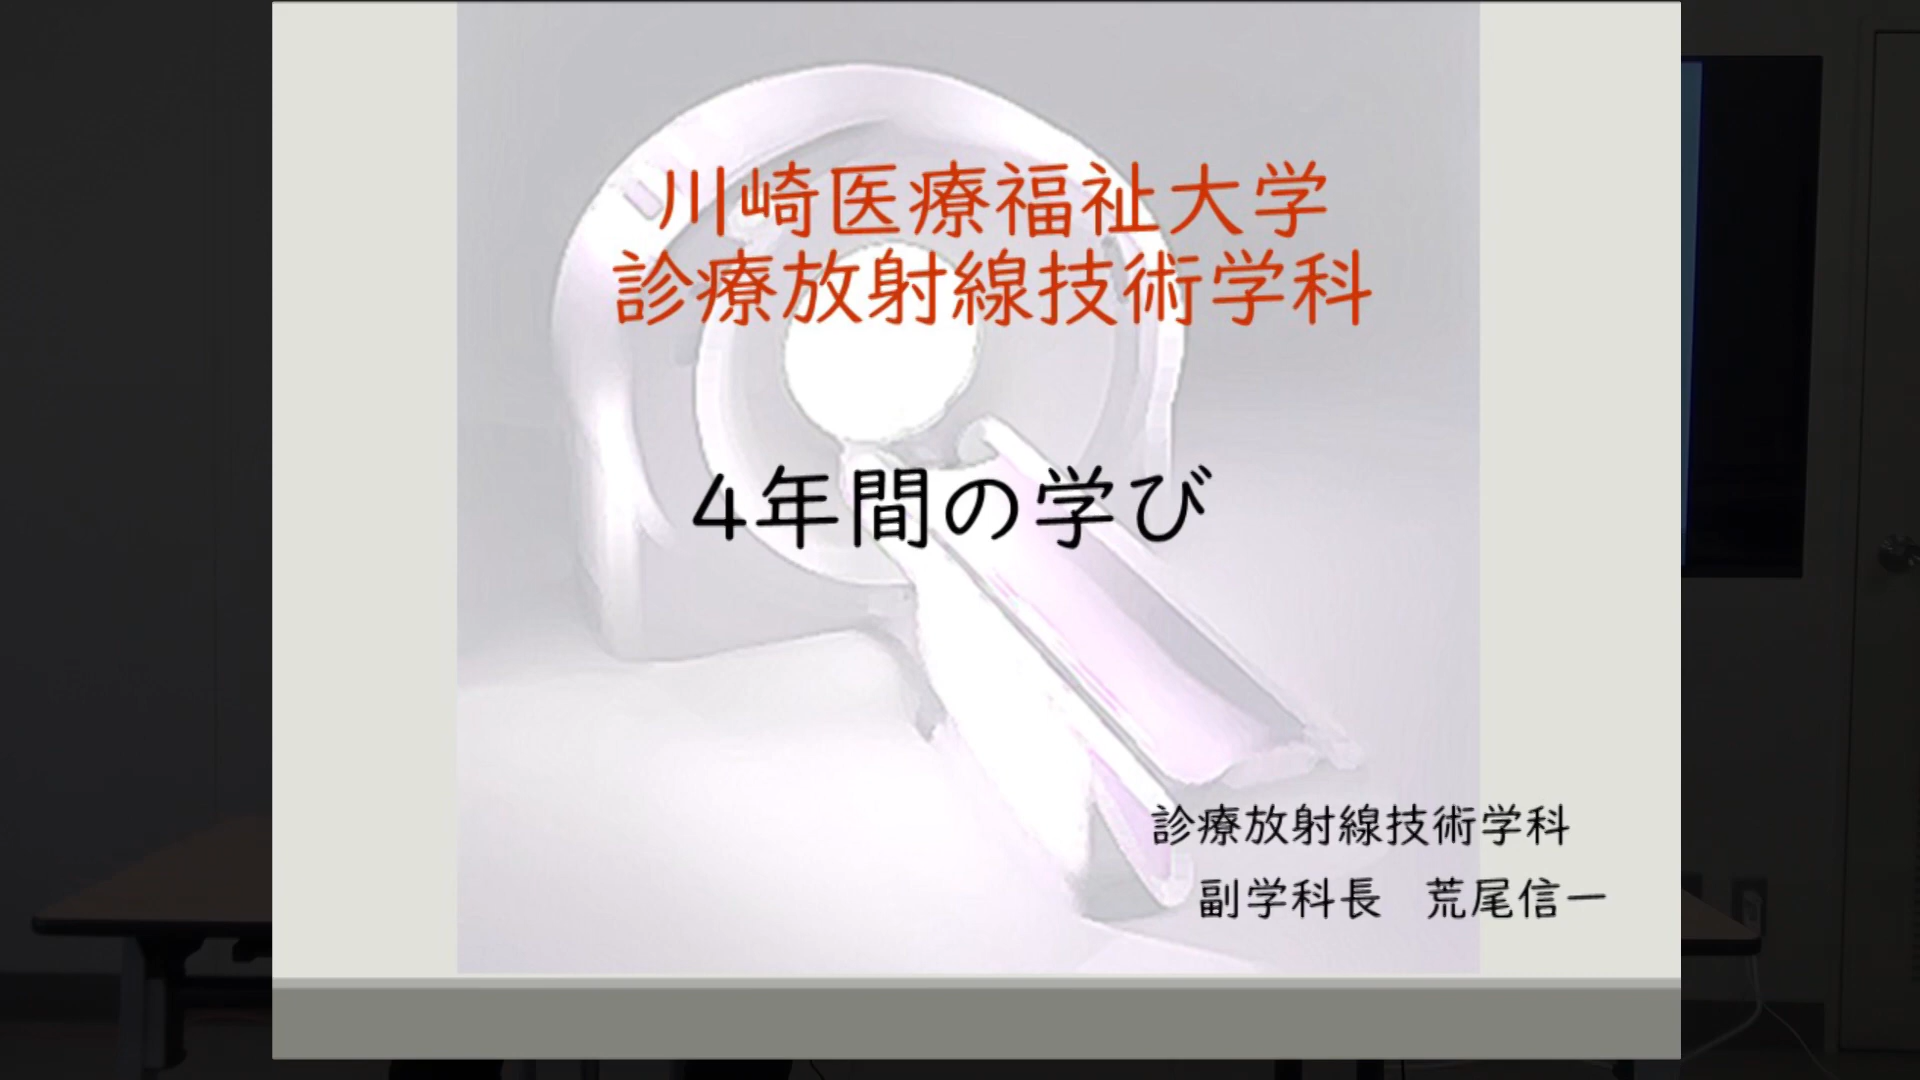 川崎医療福祉大学
診療放射線技術学科
4年間の学び
診療放射線技術学科
副学科長　荒尾信一